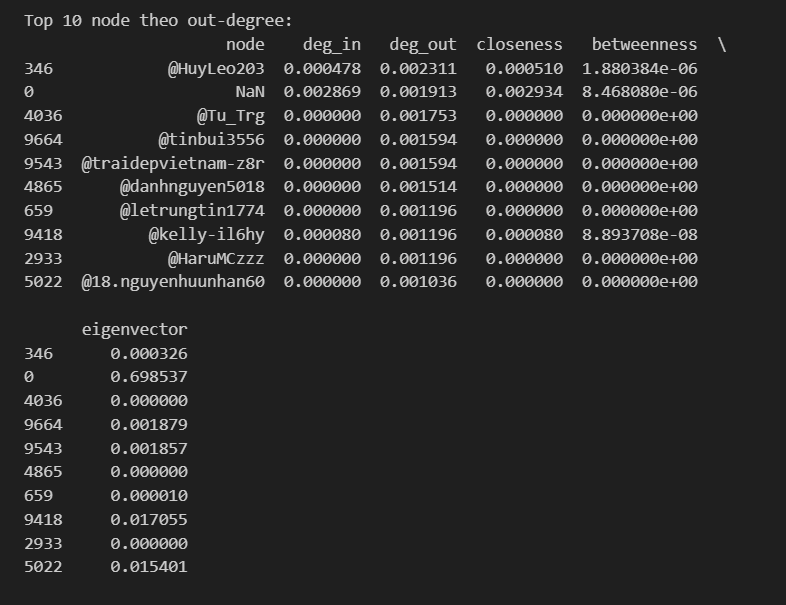 Top 10 node theo out-degree:
node deg_in deg_out closeness betweenness \
346 @HuyLeo203 0.000478 0.002311 0.000510 1.880384e-06
0 NaN 0.002869 0.001913 0.002934 8.468080e-06
4036 @Tu_Trg 0.000000 0.001753 0.000000 0.000000e+00
9664 @tinbui3556 0.000000 0.001594 0.000000 0.000000e+00
9543 @traidepvietnam-z8r 0.000000 0.001594 0.000000 0.000000e+00
4865 @danhnguyen5018 0.000000 0.001514 0.000000 0.000000e+00
659 @letrungtin1774 0.000000 0.001196 0.000000 0.000000e+00
9418 @kelly-il6hy 0.000080 0.001196 0.000080 8.893708e-08
2933 @HaruMCzzz 0.000000 0.001196 0.000000 0.000000e+00
5022 @18.nguyenhuunhan60 0.000000 0.001036 0.000000 0.000000e+00
eigenvector
346 0.000326
0 0.698537
4036 0.000000
9664 0.001879
9543 0.001857
4865 0.000000
659 0.000010
9418 0.017055
2933 0.000000
5022 0.015401